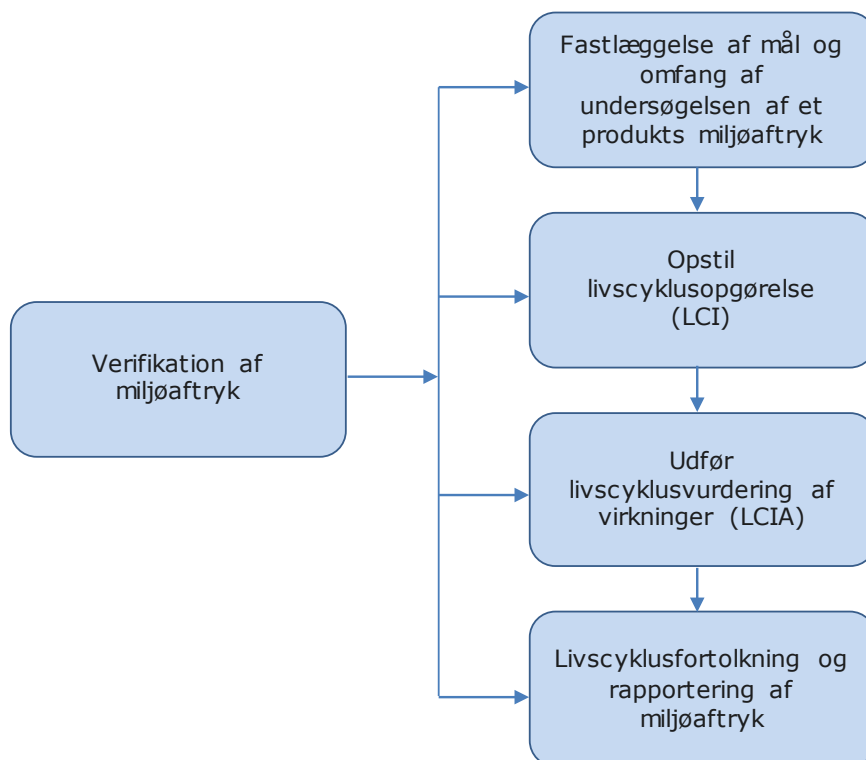 Fastlæggelse af mål og
omfang af
undersøgelsen af et
produkts miljøaftryk
Opstil
livscyklusopgørelse
(LCI)
Verifikation af
miljøaftryk
Udfør
livscyklusvurdering af
virkninger (LCIA)
Livscyklusfortolkning og
rapportering af
miljøaftryk